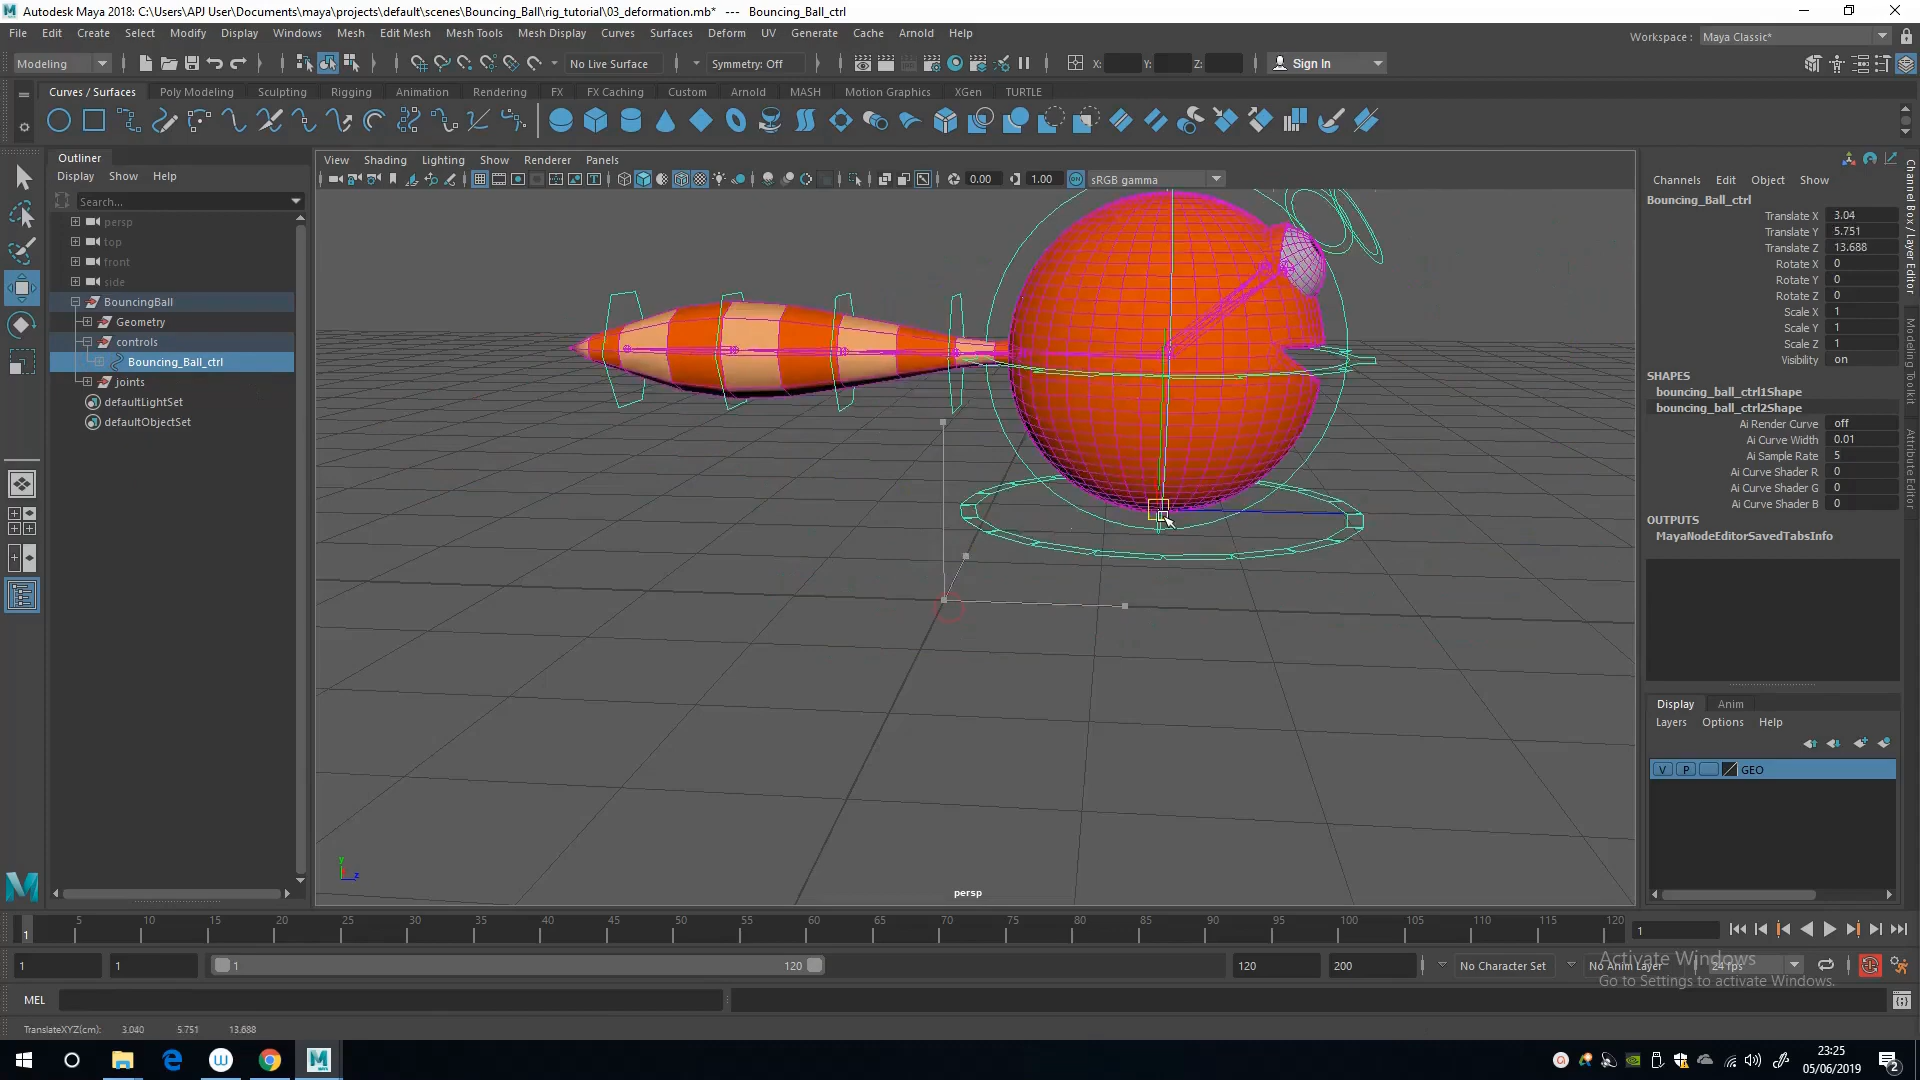 Autodesk Maya 2018: C:\Users\APJ User\Documents\maya\projects\default\scenes\Bouncing_Ball\rig_tutorial\03_deformation.mb*   ---   Bouncing_Ball_ctrl
File Edit Create Select Modify Display Windows Mesh Edit Mesh Mesh Tools Mesh Display Curves Surfaces Deform UV Generate Cache Arnold Help
Workspace : Maya Classic*
Modeling No Live Surface Symmetry: Off X: Y: Z: Sign In
Curves / Surfaces Poly Modeling Sculpting Rigging Animation Rendering FX FX Caching Custom Arnold MASH Motion Graphics XGen TURTLE
Outliner
Display Show Help
Search...
persp
top
front
side
BouncingBall
Geometry
controls
Bouncing_Ball_ctrl
joints
defaultLightSet
defaultObjectSet
View Shading Lighting Show Renderer Panels
0.00 1.00 sRGB gamma
persp
y
z
Channels Edit Object Show
Bouncing_Ball_ctrl
Translate X 3.04
Translate Y 5.751
Translate Z 13.688
Rotate X 0
Rotate Y 0
Rotate Z 0
Scale X 1
Scale Y 1
Scale Z 1
Visibility on
SHAPES
bouncing_ball_ctrl1Shape
bouncing_ball_ctrl2Shape
Ai Render Curve off
Ai Curve Width 0.01
Ai Sample Rate 5
Ai Curve Shader R 0
Ai Curve Shader G 0
Ai Curve Shader B 0
OUTPUTS
MayaNodeEditorSavedTabsInfo
Channel Box / Layer Editor
Modeling Toolkit
Attribute Editor
Display Anim
Layers Options Help
V P GEO
1 5 10 15 20 25 30 35 40 45 50 55 60 65 70 75 80 85 90 95 100 105 110 115 120 1
1 1 1 120 120 200 No Character Set No Anim Layer 24 fps
Activate Windows
Go to Settings to activate Windows.
MEL
TranslateXYZ(cm): 3.040 5.751 13.688
23:25
05/06/2019
2